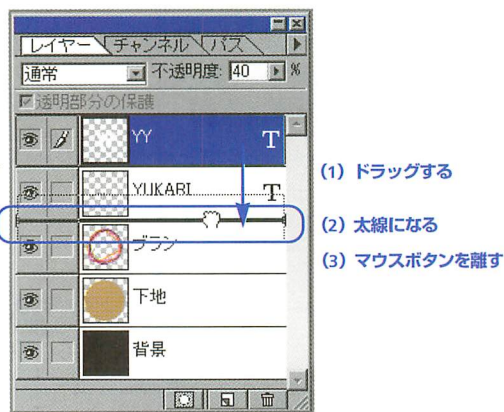 レイヤー チャンネル パス
通常 不透明度: 40 %
透明部分の保護
YY T
(1) ドラッグする
YUKARI T
(2) 太線になる
ブラン
(3) マウスボタンを離す
下地
背景